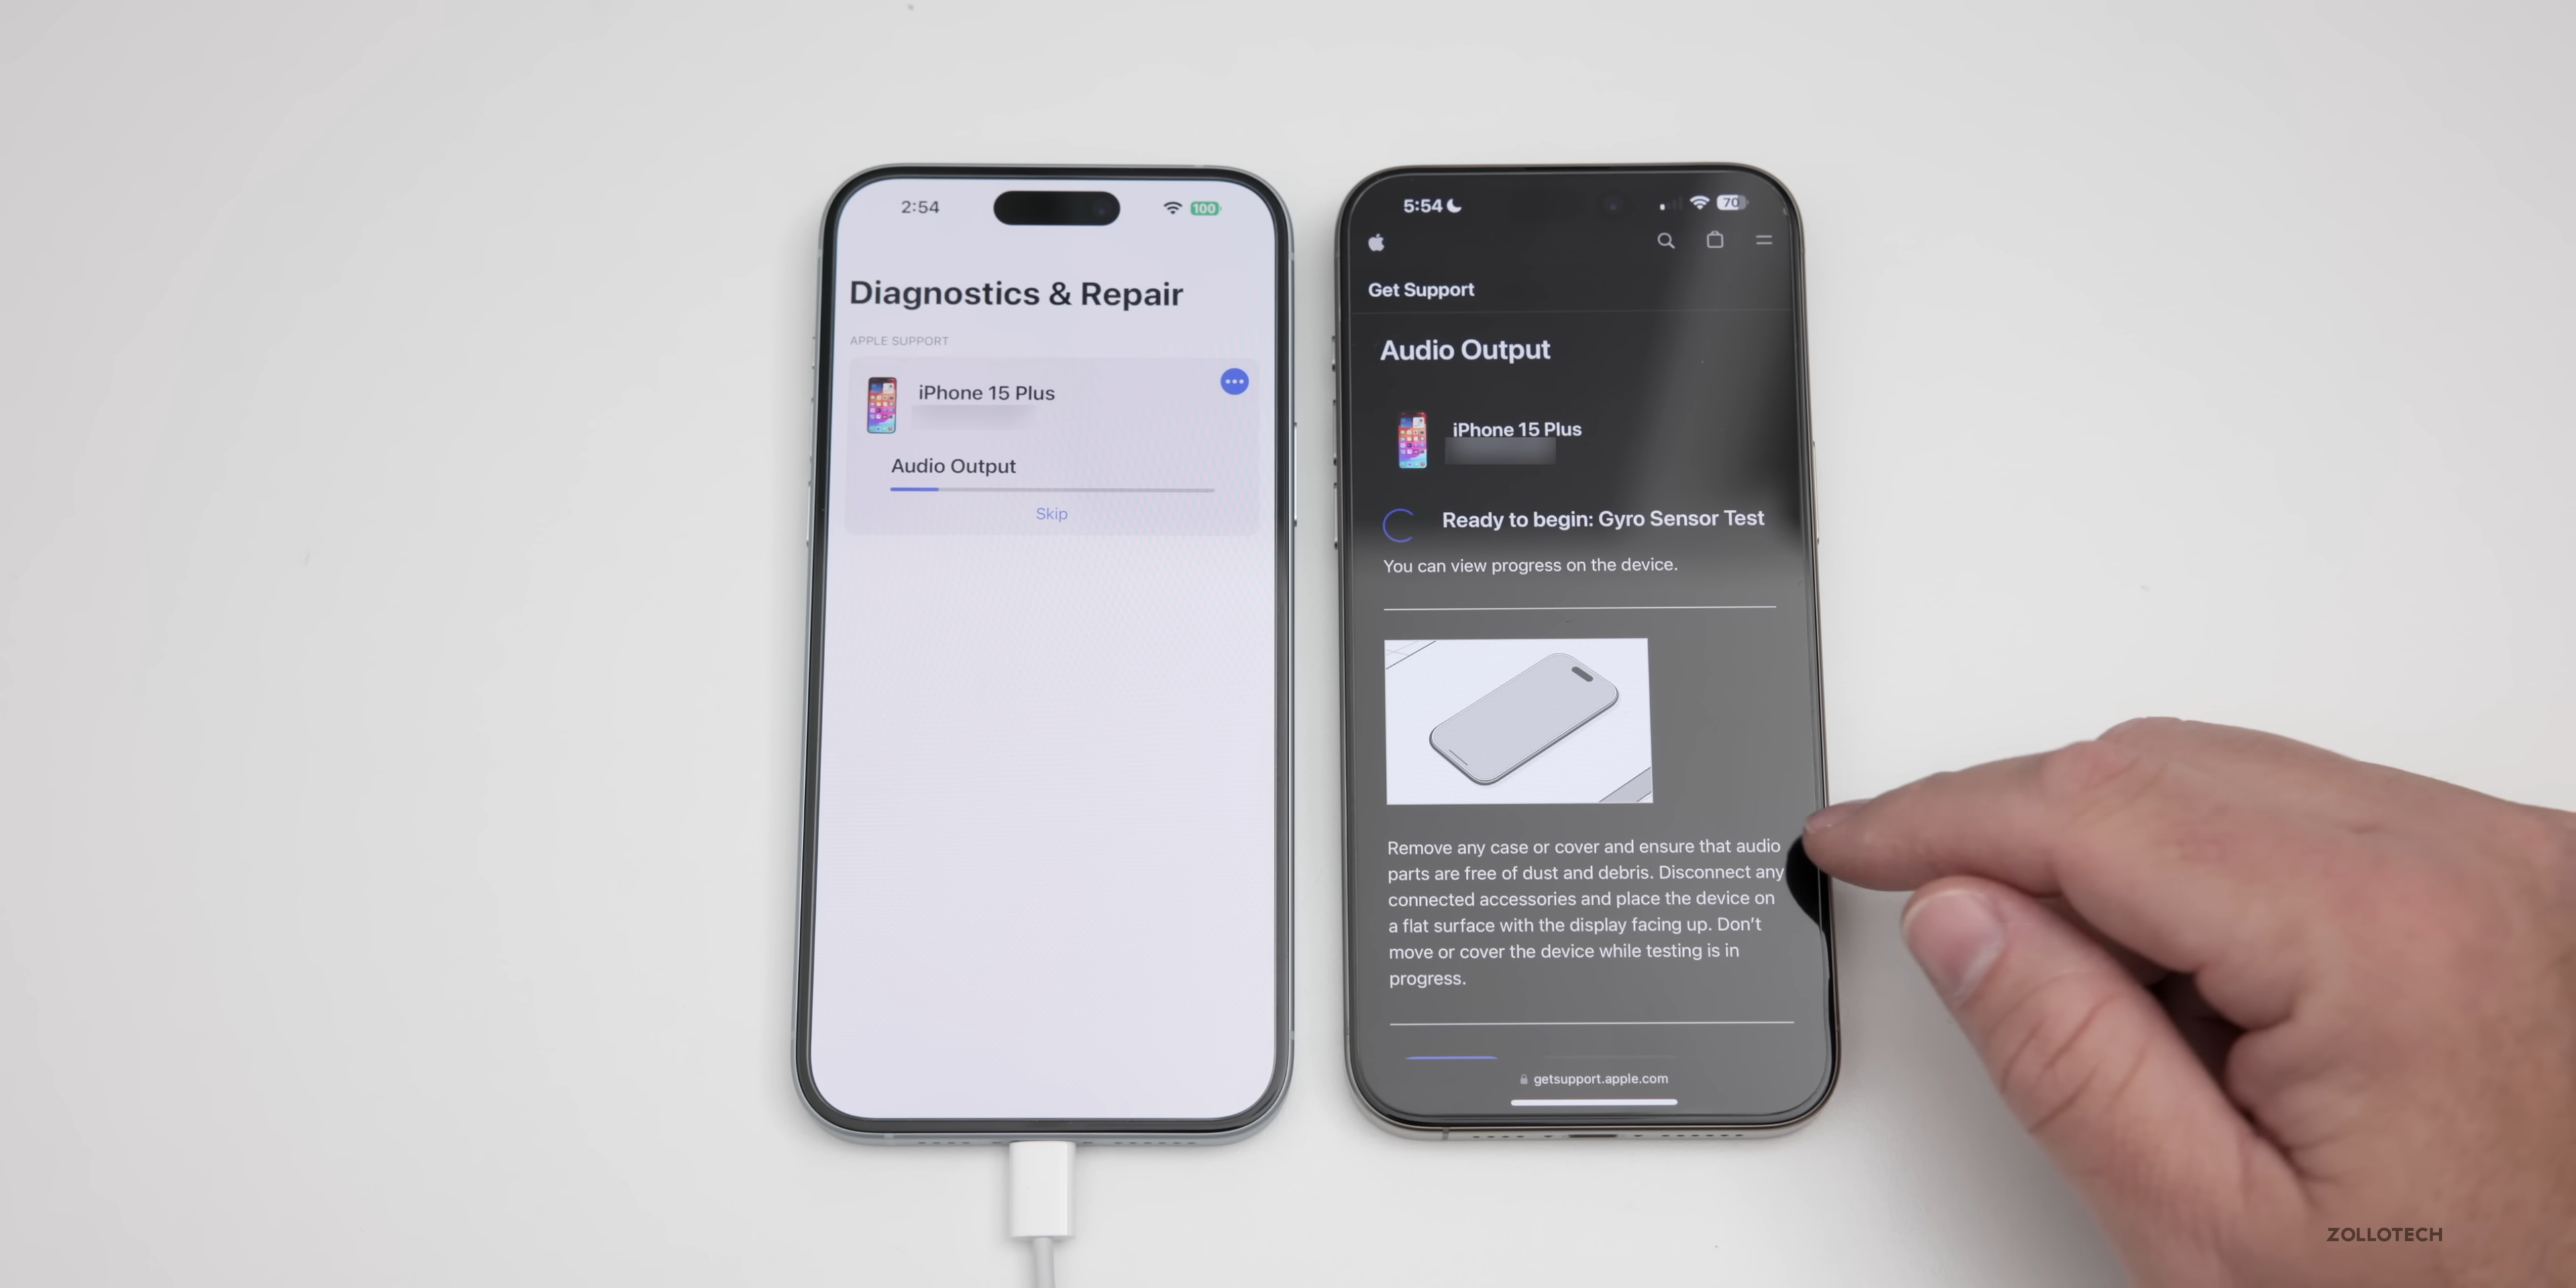 2:54
100
Diagnostics & Repair
APPLE SUPPORT
iPhone 15 Plus
Audio Output
Skip
5:54
70
Get Support
Audio Output
iPhone 15 Plus
Ready to begin: Gyro Sensor Test
You can view progress on the device.
Remove any case or cover and ensure that audio
parts are free of dust and debris. Disconnect any
connected accessories and place the device on
a flat surface with the display facing up. Don’t
move or cover the device while testing is in
progress.
getsupport.apple.com
ZOLLOTECH